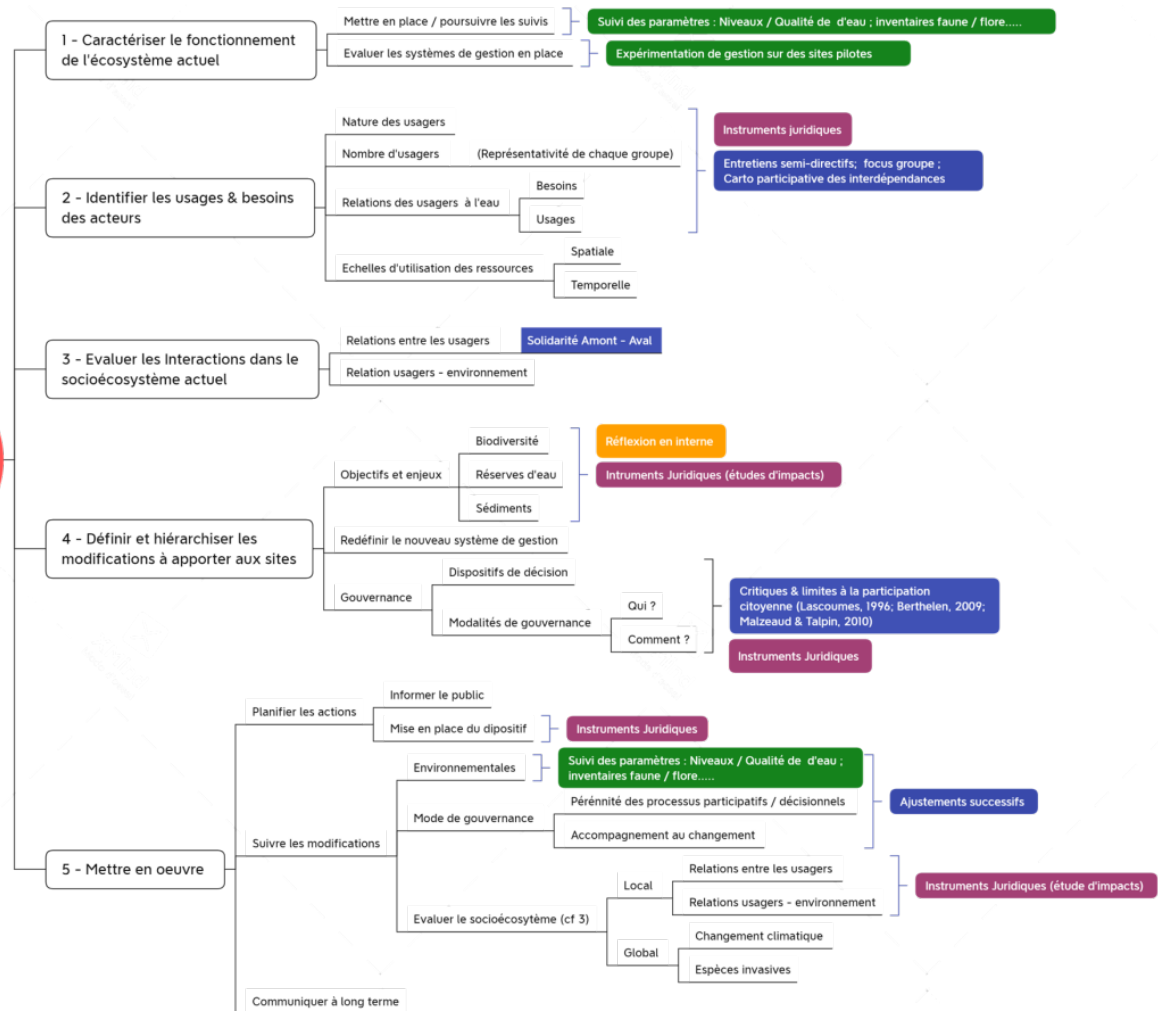 1 - Caractériser le fonctionnement
de l'écosystème actuel
Mettre en place / poursuivre les suivis
Suivi des paramètres : Niveaux / Qualité de d'eau ; inventaires faune / flore.....
Evaluer les systèmes de gestion en place
Expérimentation de gestion sur des sites pilotes
2 - Identifier les usages & besoins
des acteurs
Nature des usagers
Nombre d'usagers
(Représentativité de chaque groupe)
Relations des usagers à l'eau
Besoins
Usages
Echelles d'utilisation des ressources
Spatiale
Temporelle
Instruments juridiques
Entretiens semi-directifs; focus groupe ;
Carto participative des interdépendances
3 - Evaluer les Interactions dans le
socioécosystème actuel
Relations entre les usagers
Solidarité Amont - Aval
Relation usagers - environnement
4 - Définir et hiérarchiser les
modifications à apporter aux sites
Objectifs et enjeux
Biodiversité
Réserves d'eau
Sédiments
Réflexion en interne
Intruments Juridiques (études d'impacts)
Redéfinir le nouveau système de gestion
Gouvernance
Dispositifs de décision
Modalités de gouvernance
Qui ?
Comment ?
Critiques & limites à la participation
citoyenne (Lascoumes, 1996; Berthelen, 2009;
Malzeaud & Talpin, 2010)
Instruments Juridiques
5 - Mettre en oeuvre
Planifier les actions
Informer le public
Mise en place du dipositif
Instruments Juridiques
Suivre les modifications
Environnementales
Suivi des paramètres : Niveaux / Qualité de d'eau ;
inventaires faune / flore.....
Mode de gouvernance
Pérénnité des processus participatifs / décisionnels
Accompagnement au changement
Ajustements successifs
Evaluer le socioécosytème (cf 3)
Local
Relations entre les usagers
Relations usagers - environnement
Instruments Juridiques (étude d'impacts)
Global
Changement climatique
Espèces invasives
Communiquer à long terme